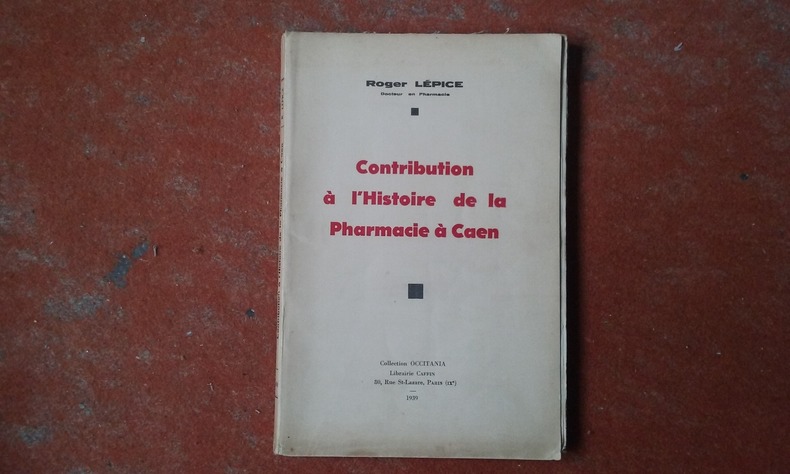 Roger LÉPICE
Docteur en Pharmacie
Contribution
à l'Histoire de la
Pharmacie à Caen
Collection OCCITANIA
Librairie CAFFIN
50, Rue St-Lazare, PARIS (IXᵉ)
1939